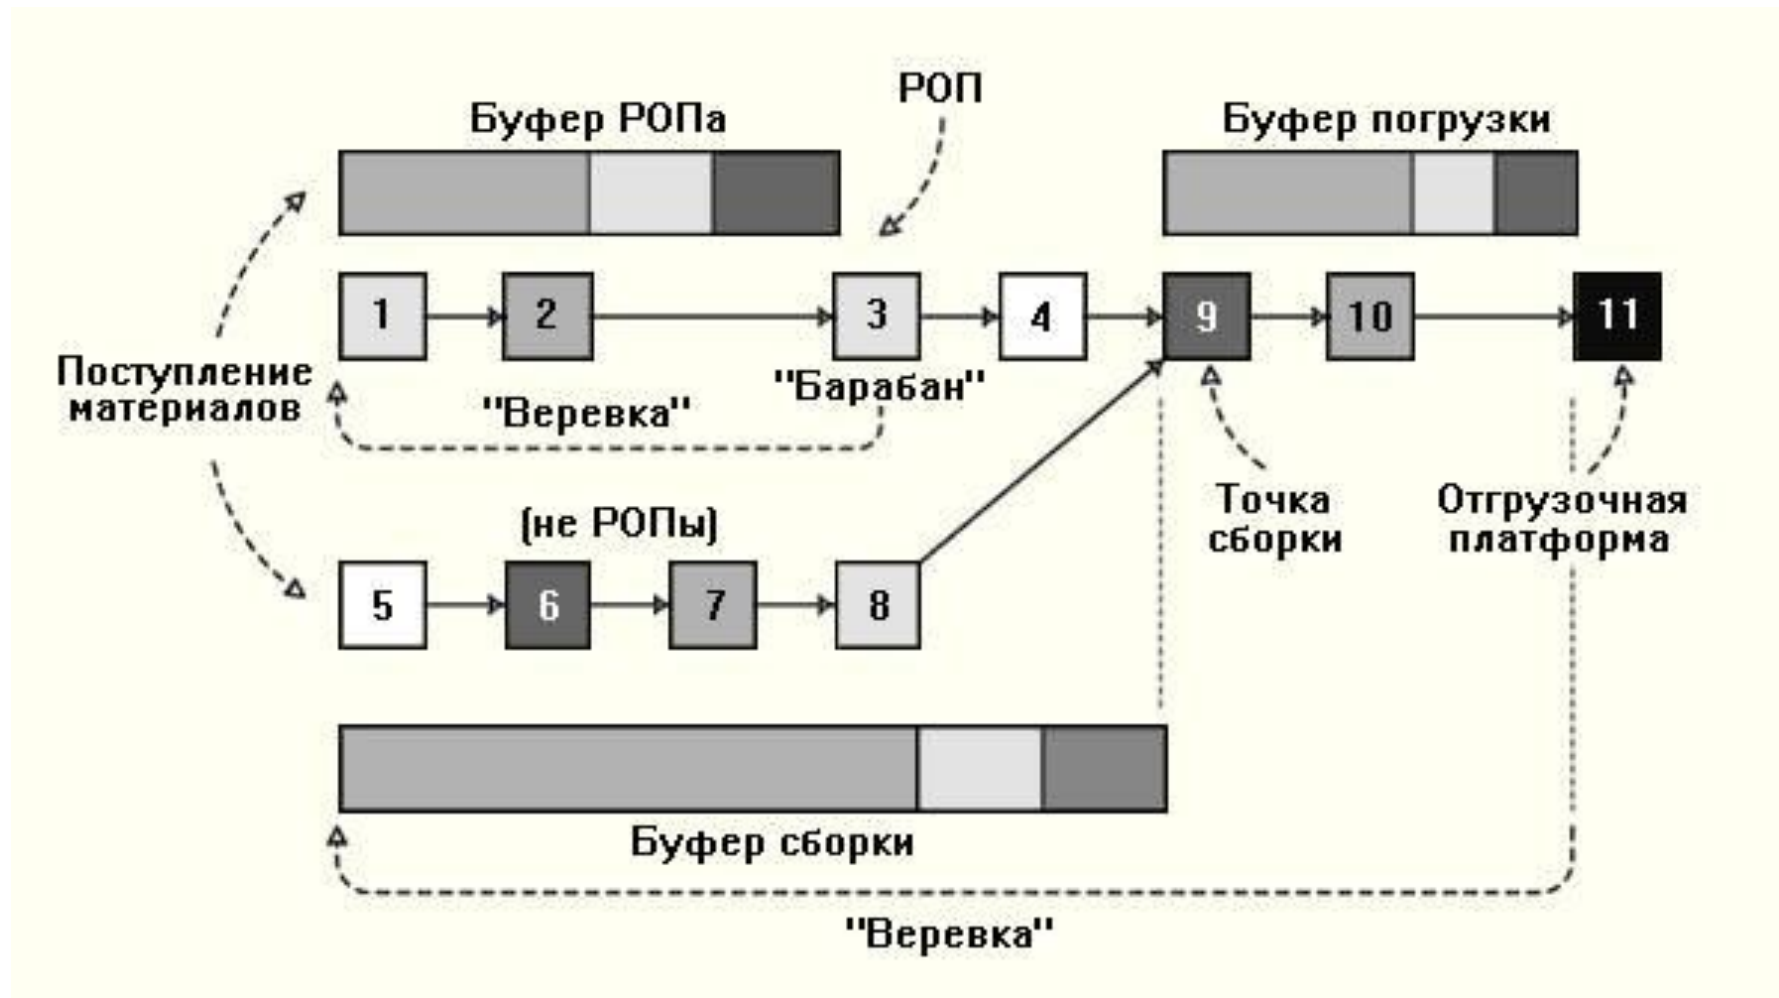 РОП
Буфер РОПа
Буфер погрузки
1
2
3
4
9
10
11
Поступление
материалов
"Веревка"
"Барабан"
Точка
сборки
Отгрузочная
платформа
(не РОПы)
5
6
7
8
Буфер сборки
"Веревка"